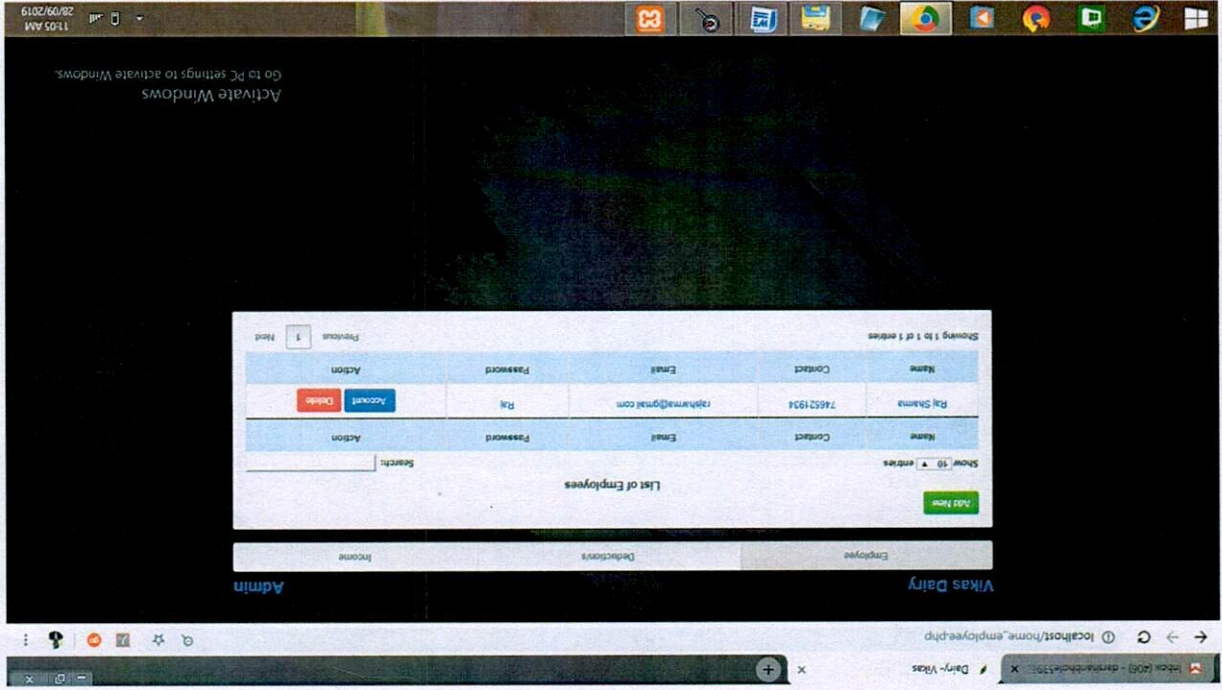 Inbox (406) - darshanbhole5395
Dairy- Vikas
localhost/home_employee.php
Vikas Dairy
Admin
Employee
Deduction/s
Income
Add New
List of Employees
Show 10 entries
Search:
Name Contact Email Password Action
Raj Sharma 746521934 rajsharma@gmail.com Raj Account Delete
Name Contact Email Password Action
Showing 1 to 1 of 1 entries
Previous 1 Next
Activate Windows
Go to PC settings to activate Windows.
11:05 AM
28/09/2019